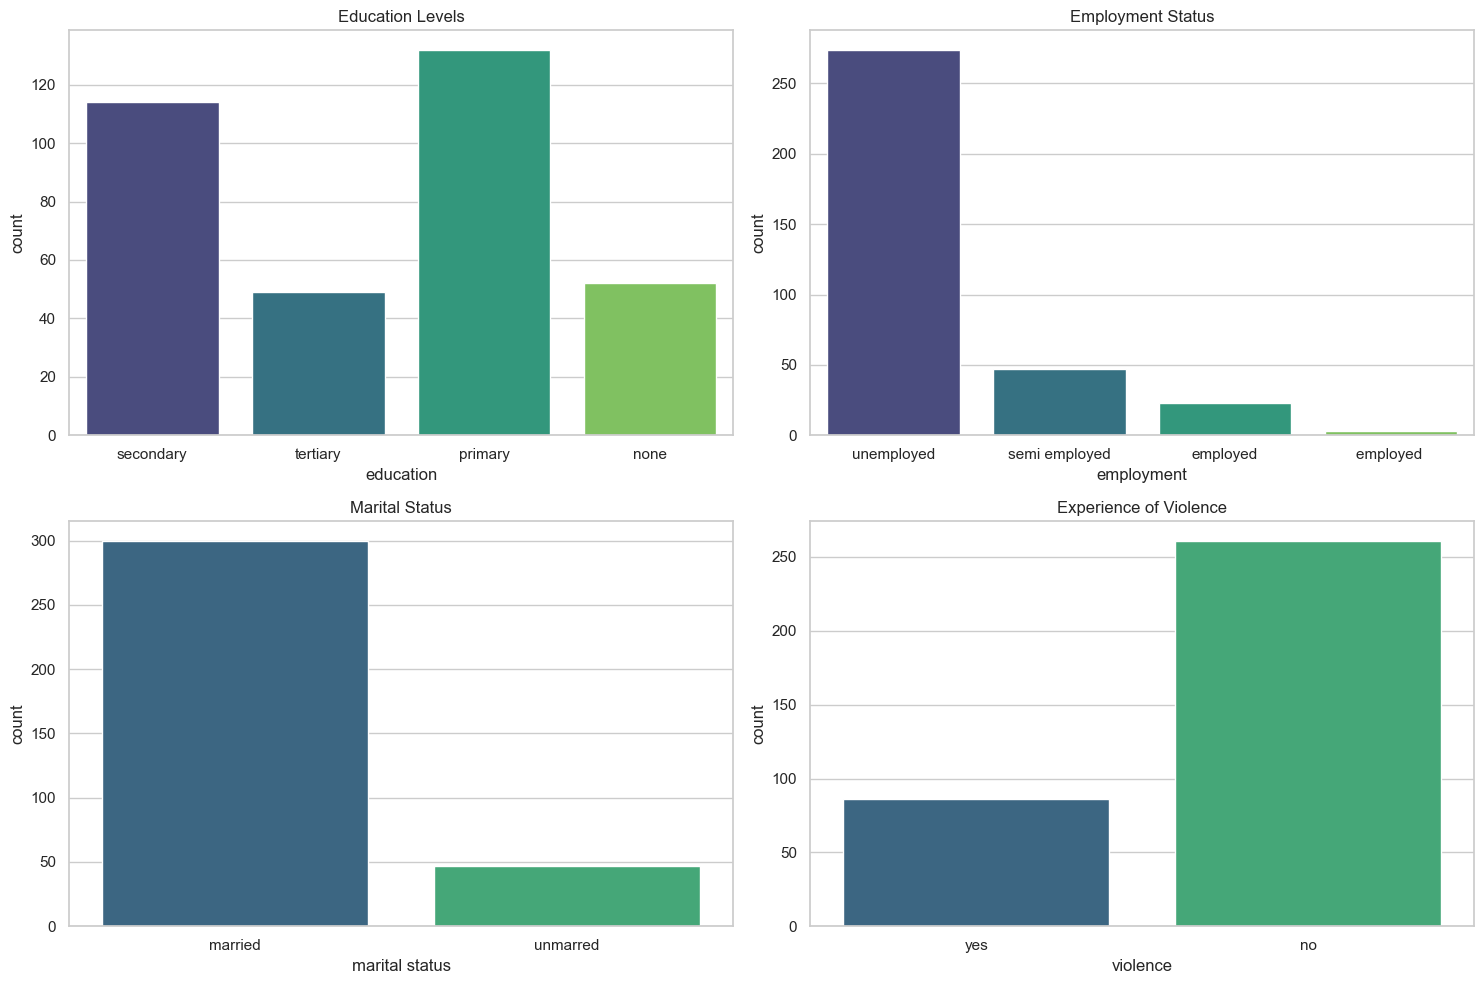 Education Levels
120
100
80
60
40
20
0
count
secondary tertiary primary none
education
Employment Status
250
200
150
100
50
0
count
unemployed semi employed employed employed
employment
Marital Status
300
250
200
150
100
50
0
count
married unmarred
marital status
Experience of Violence
250
200
150
100
50
0
count
yes no
violence